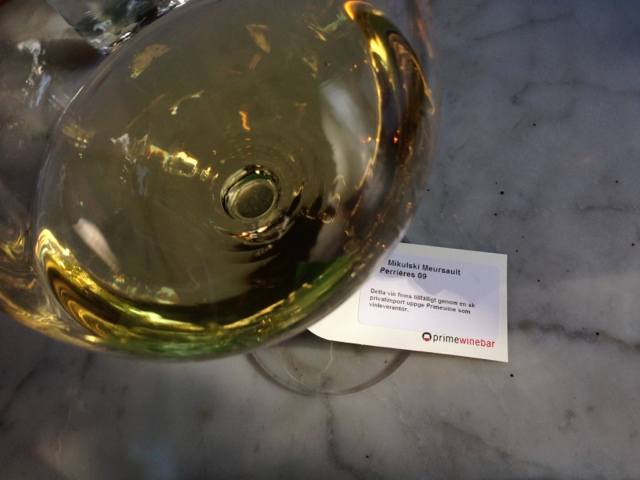 Mikulski Meursault
Perrières 09
Detta vin finns tillfälligt genom en sk
privatimport uppge Primewine som
vinleverantör.
primewinebar